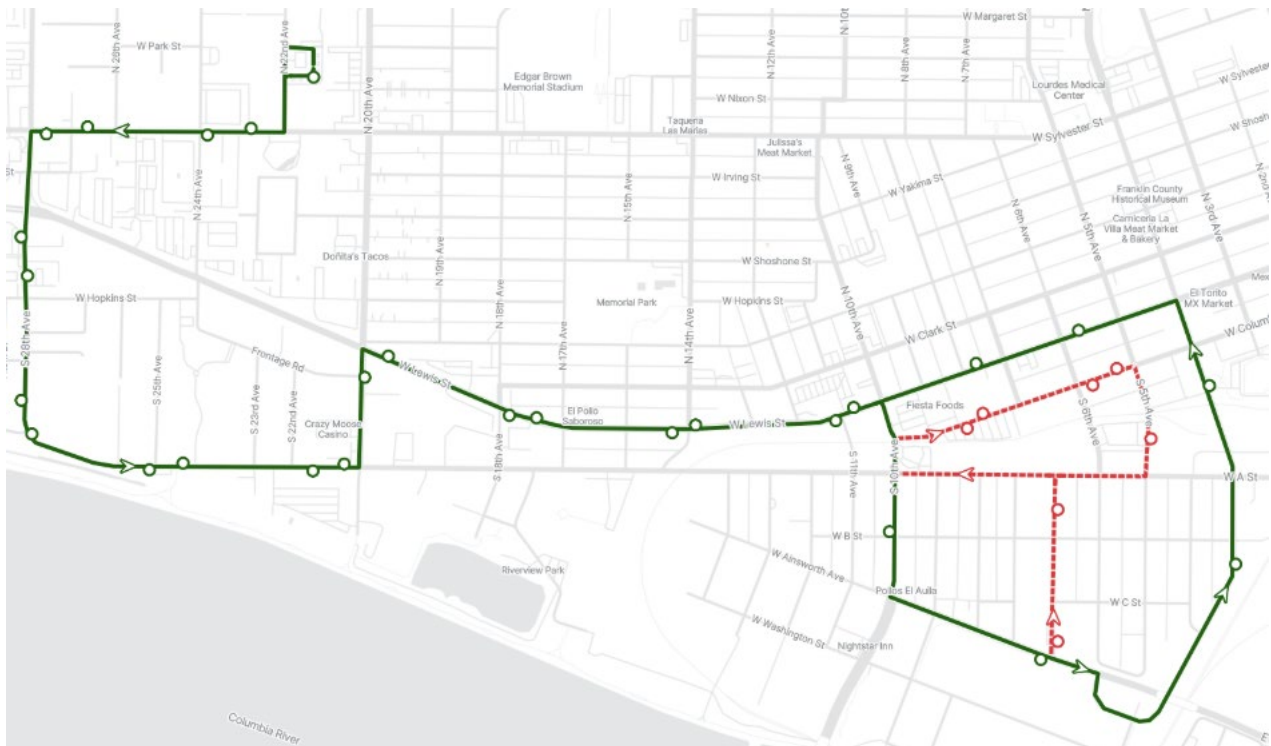 W Margaret St
W Park St
N 26th Ave
N 22nd Ave
N 20th Ave
N 12th Ave
N 10t
N 8th Ave
N 7th Ave
Edgar Brown
Memorial Stadium
Lourdes Medical
Center
W Sylveste
W Nixon St
Taqueria
Las Marias
W Sylvester St
W Shosho
Julissa's
Meat Market
St
N 24th Ave
N 15th Ave
W Irving St
N 9th Ave
W Yakima St
N 6th Ave
N 5th Ave
Franklin County
Historical Museum
N 3rd Ave
N 2nd A
Carniceria La
Villa Meat Market
& Bakery
Doñita's Tacos
N 19th Ave
W Shoshone St
Mex
W Hopkins St
N 18th Ave
Memorial Park
W Hopkins St
N 10th Ave
El Torito
MX Market
S 28th Ave
Frontage Rd
N 17th Ave
N 14th Ave
W Clark St
W Colum
W Lewis St
S 25th Ave
S 23rd Ave
S 22nd Ave
Crazy Moose
Casino
El Pollo
Saboroso
W Lewis St
Fiesta Foods
S 5th Ave
S 6th Ave
S 18th Ave
S 11th Ave
S 10th Ave
W A St
W B St
Riverview Park
W Ainsworth Ave
Pollos El Aulla
W C St
W Washington St
Nightstar Inn
Columbia River
E